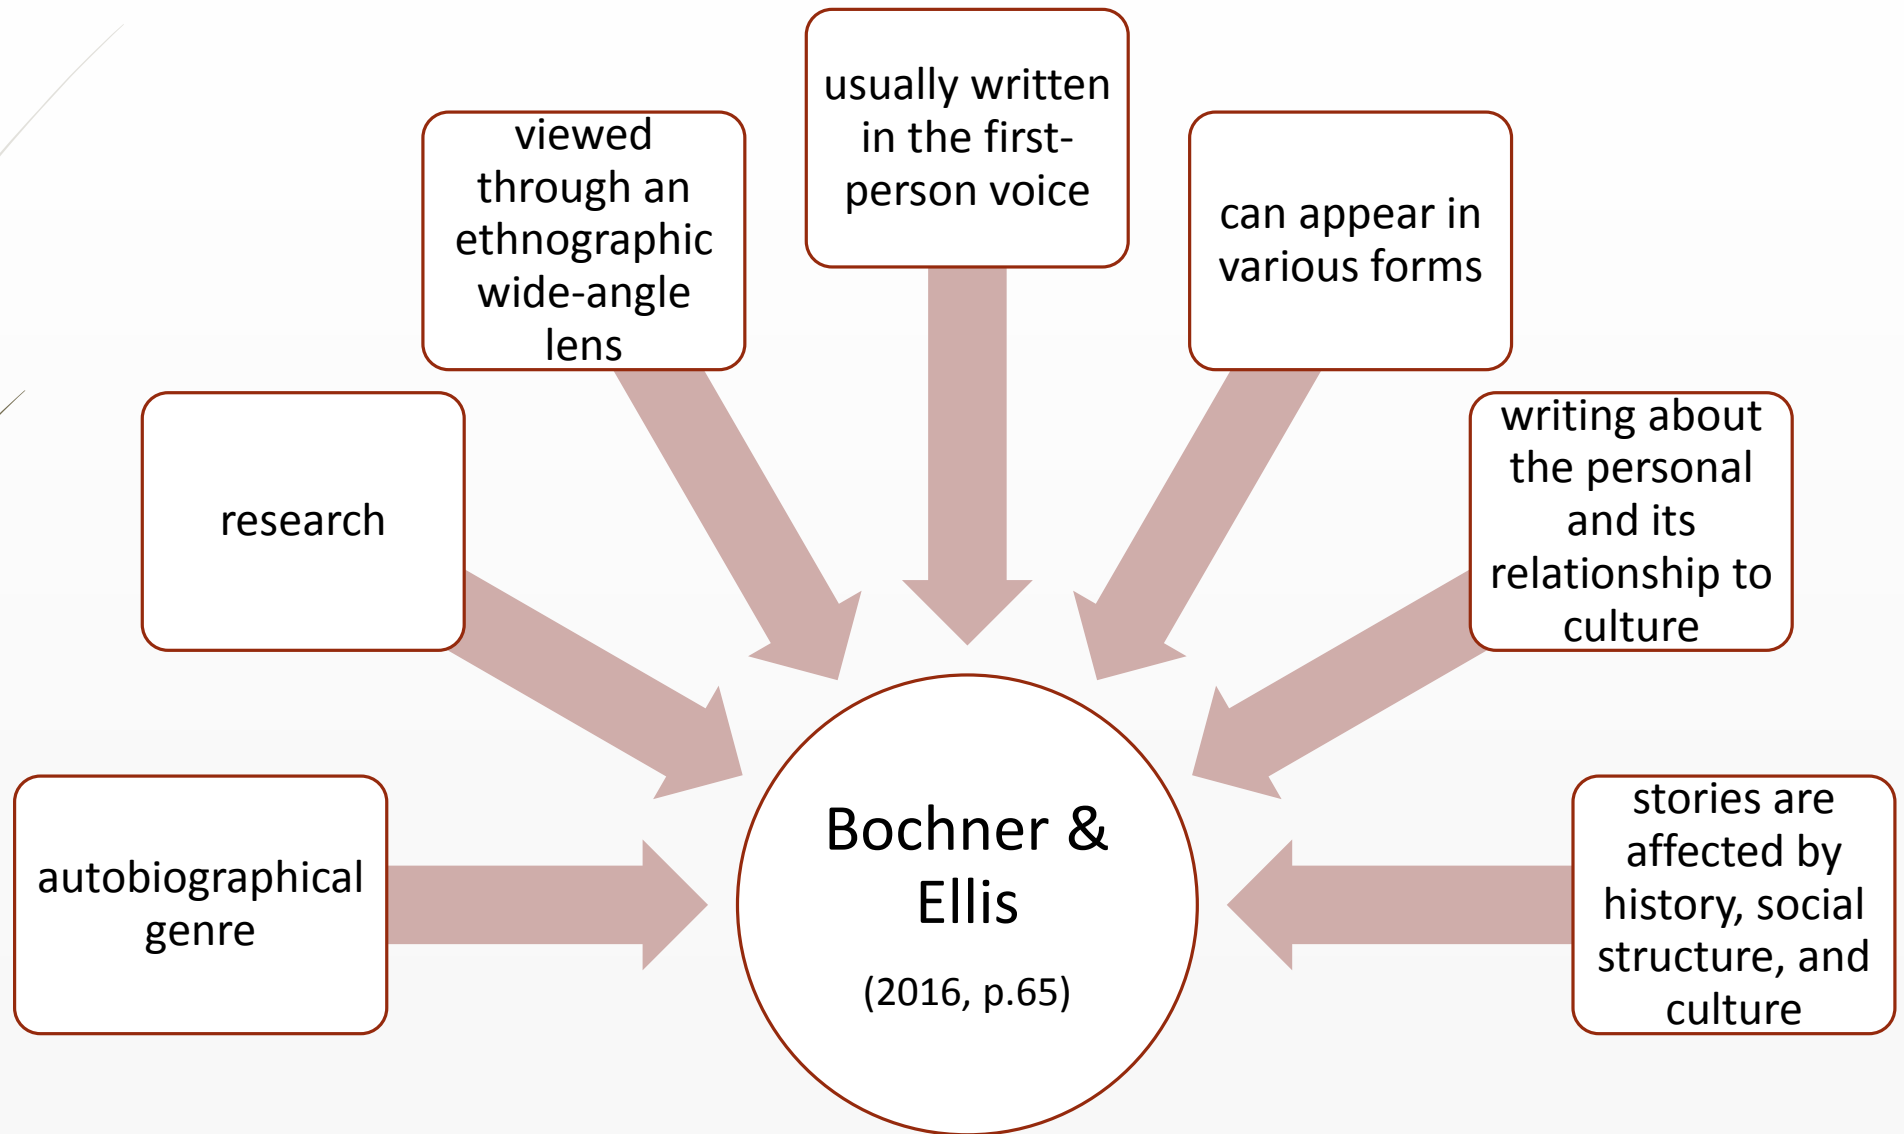 usually written
in the first-
person voice
viewed
through an
ethnographic
wide-angle
lens
can appear in
various forms
research
writing about
the personal
and its
relationship to
culture
autobiographical
genre
Bochner &
Ellis
(2016, p.65)
stories are
affected by
history, social
structure, and
culture